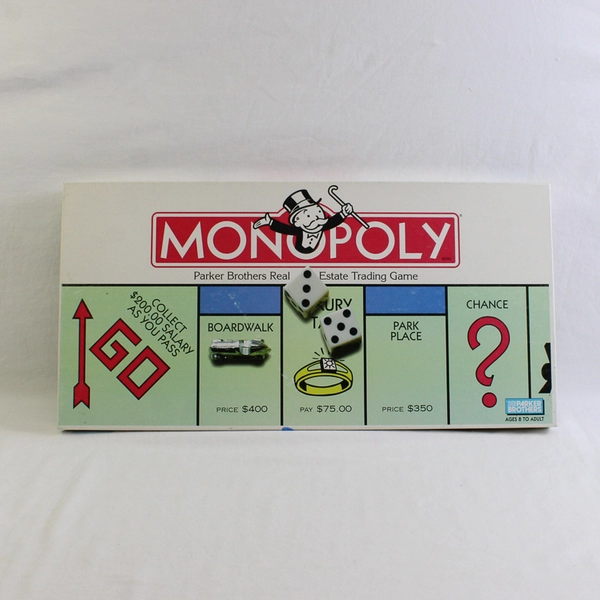 MONOPOLY
Parker Brothers Real Estate Trading Game
COLLECT
$200.00 SALARY
AS YOU PASS
GO
BOARDWALK
PRICE $400
URY
PAY $75.00
PARK
PLACE
PRICE $350
CHANCE
?
PARKER
BROTHERS
AGES 8 TO ADULT